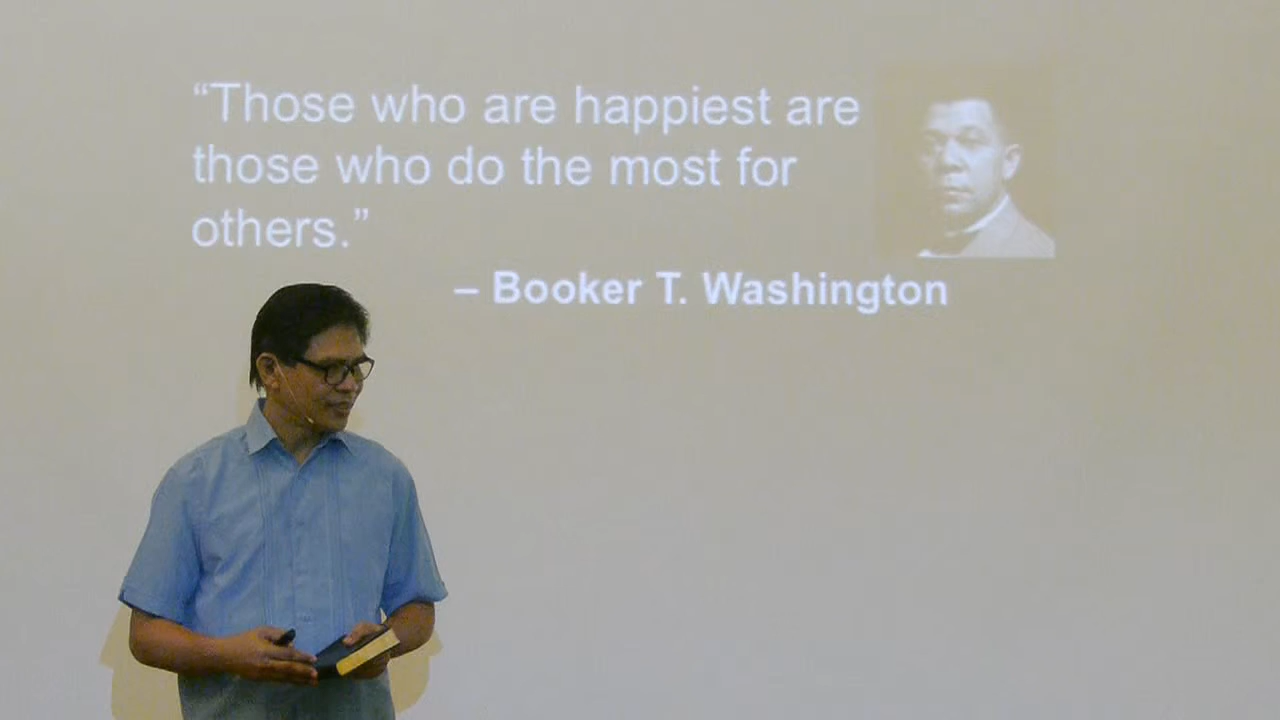 “Those who are happiest are
those who do the most for
others.”
– Booker T. Washington